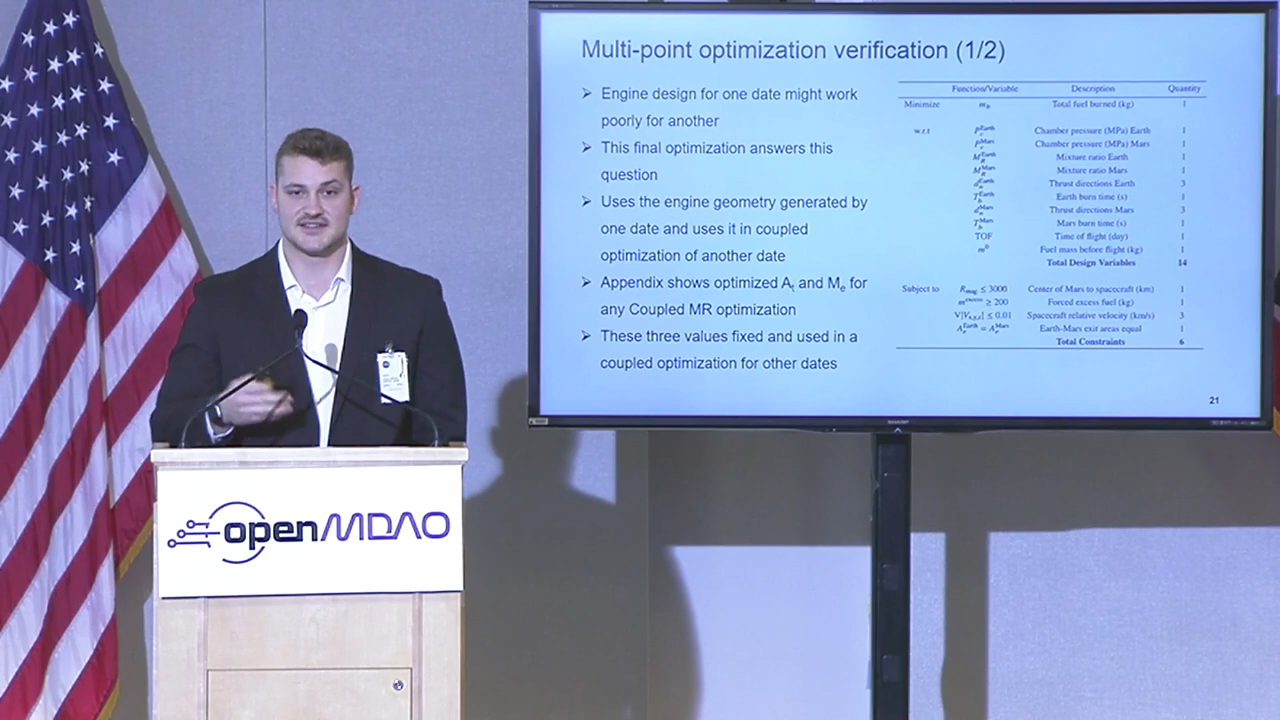 Multi-point optimization verification (1/2)
➢ Engine design for one date might work
poorly for another
➢ This final optimization answers this
question
➢ Uses the engine geometry generated by
one date and uses it in coupled
optimization of another date
➢ Appendix shows optimized At and Me for
any Coupled MR optimization
➢ These three values fixed and used in a
coupled optimization for other dates
Function/Variable Description Quantity
Minimize Total fuel burned (kg) 1
w.r.t Chamber pressure (MPa) Earth 1
Chamber pressure (MPa) Mars 1
Mixture ratio Earth 1
Mixture ratio Mars 1
Thrust directions Earth 3
Earth burn time (s) 1
Thrust directions Mars 3
Mars burn time (s) 1
TOF Time of flight (day) 1
Fuel mass before flight (kg) 1
Total Design Variables 14
Subject to ≤ 3000 Center of Mars to spacecraft (km) 1
≥ 200 Forced excess fuel (kg) 1
≤ 0.01 Spacecraft relative velocity (km/s) 3
Earth-Mars exit areas equal 1
Total Constraints 6
21
SHARP
openMDAO